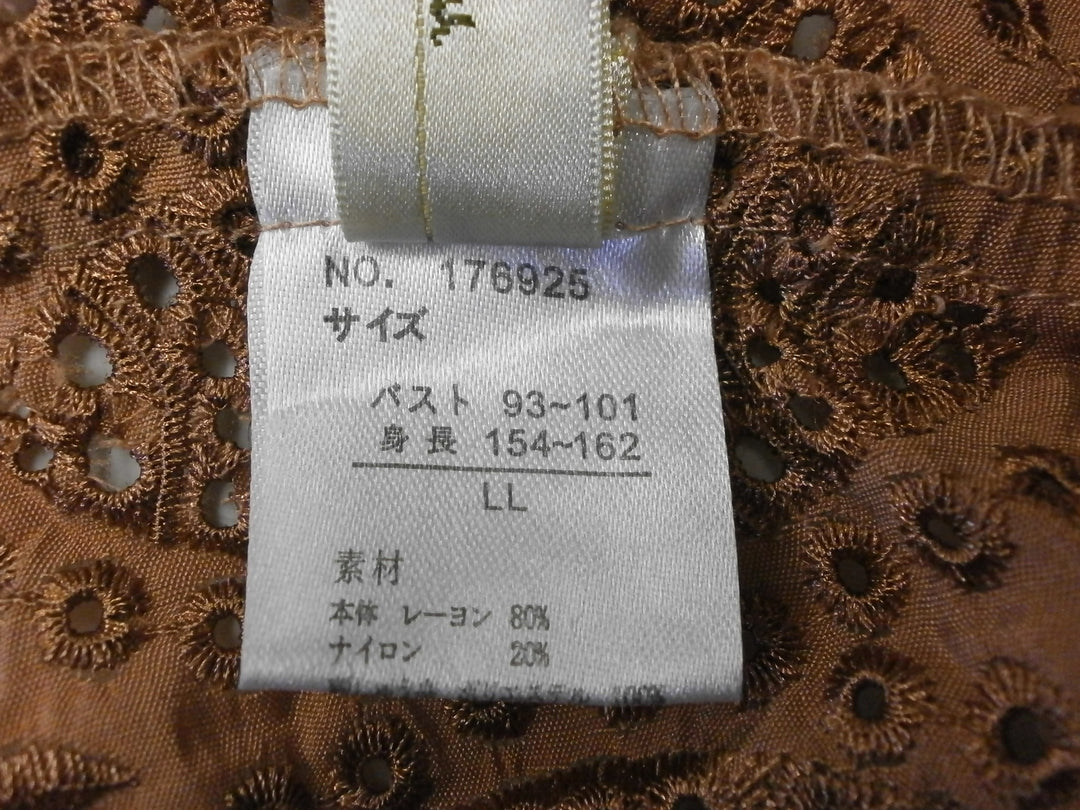 NO. 176925
サイズ
バスト 93~101
身長 154~162
LL
素材
本体 レーヨン 80%
ナイロン 20%